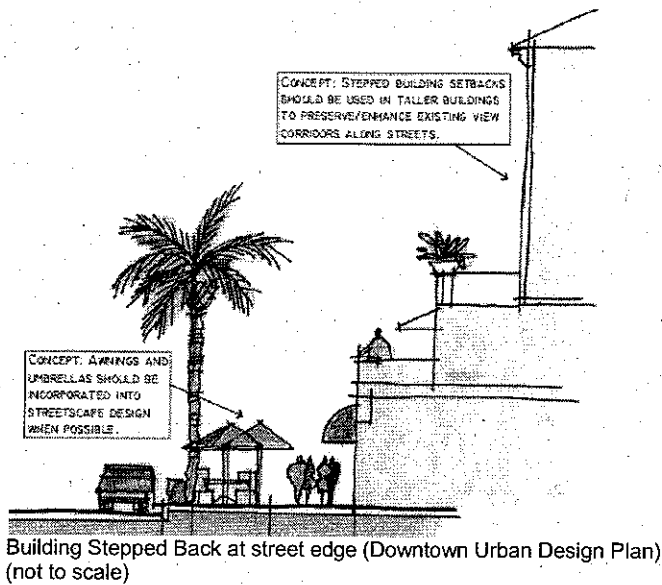 CONCEPT: STEPPED BUILDING SETBACKS
SHOULD BE USED IN TALLER BUILDINGS
TO PRESERVE/ENHANCE EXISTING VIEW
CORRIDORS ALONG STREETS.
CONCEPT: AWNINGS AND
UMBRELLAS SHOULD BE
INCORPORATED INTO
STREETSCAPE DESIGN
WHEN POSSIBLE.
Building Stepped Back at street edge (Downtown Urban Design Plan)
(not to scale)